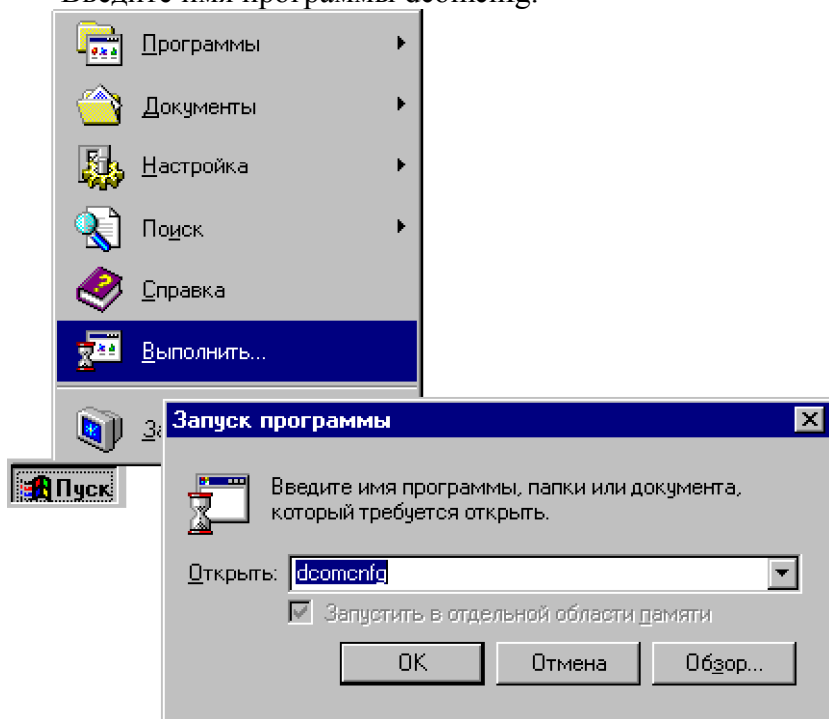 Введите имя программы dcomcnfg.
Программы
Документы
Настройка
Поиск
Справка
Выполнить...
Запуск программы
Пуск
Введите имя программы, папки или документа,
который требуется открыть.
Открыть: dcomcnfg
Запустить в отдельной области памяти
OK Отмена Обзор...